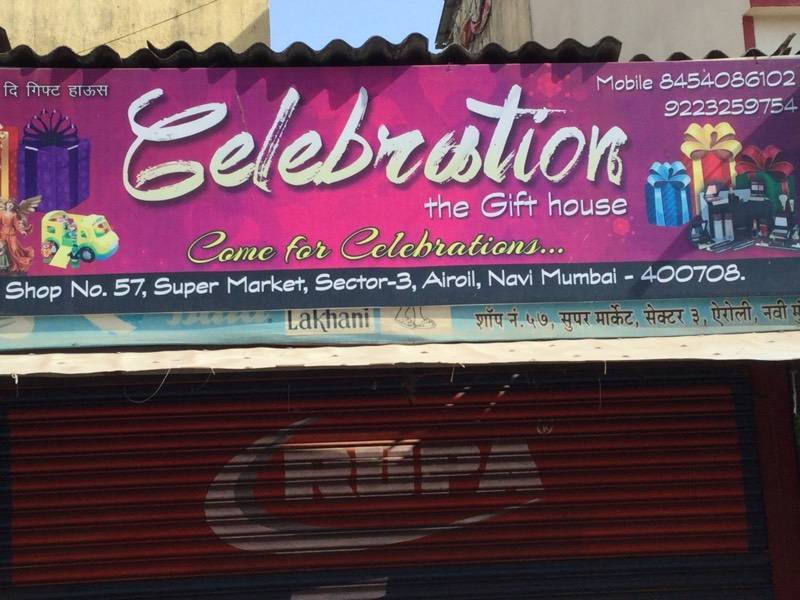 दि गिफ्ट हाऊस
Mobile 8454086102
9223259754
Celebration
the Gift house
Come for Celebrations...
Shop No. 57, Super Market, Sector-3, Airoil, Navi Mumbai - 400708.
Lakhani
शॉप नं. ५७, सुपर मार्केट, सेक्टर ३, ऐरोली, नवी
RUPA